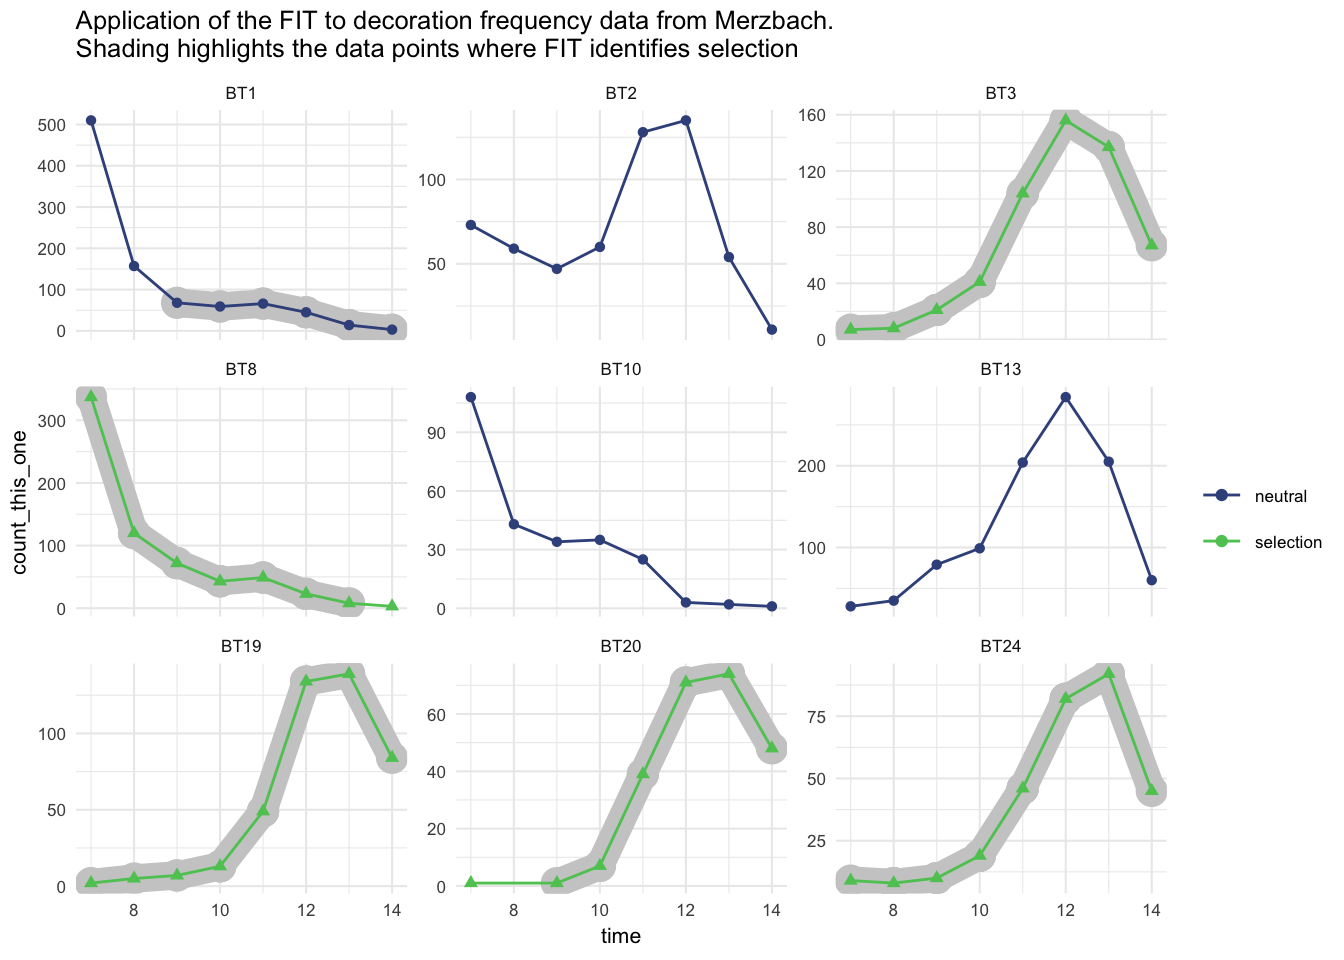 Application of the FIT to decoration frequency data from Merzbach.
Shading highlights the data points where FIT identifies selection
BT1
BT2
BT3
500
400
300
200
100
0
100
50
160
120
80
40
0
BT8
BT10
BT13
300
200
100
0
90
60
30
0
200
100
BT19
BT20
BT24
100
50
0
60
40
20
0
75
50
25
8 10 12 14
8 10 12 14
8 10 12 14
time
count_this_one
neutral
selection